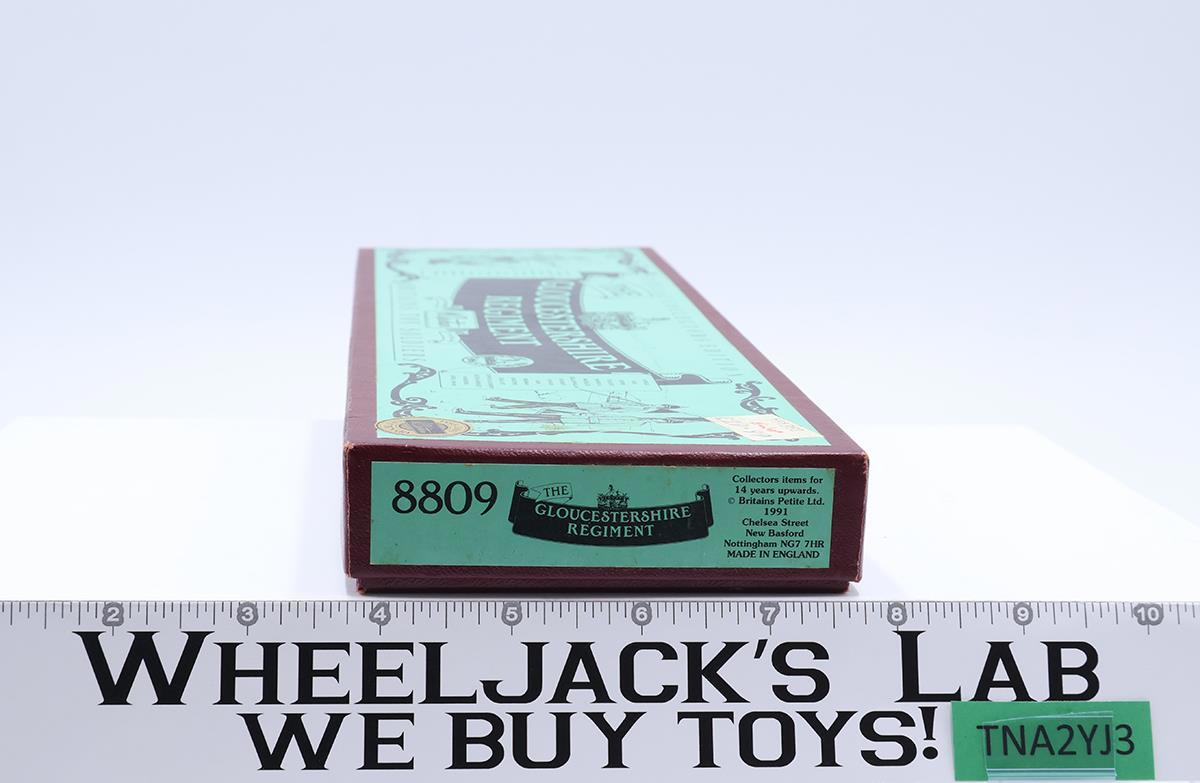 GLOUCESTERSHIRE
REGIMENT
8809
THE
GLOUCESTERSHIRE
REGIMENT
Collectors items for
14 years upwards.
© Britains Petite Ltd.
1991
Chelsea Street
New Basford
Nottingham NG7 7HR
MADE IN ENGLAND
2 3 4 5 6 7 8 9 10
WHEELJACK'S LAB
WE BUY TOYS!
TNA2YJ3